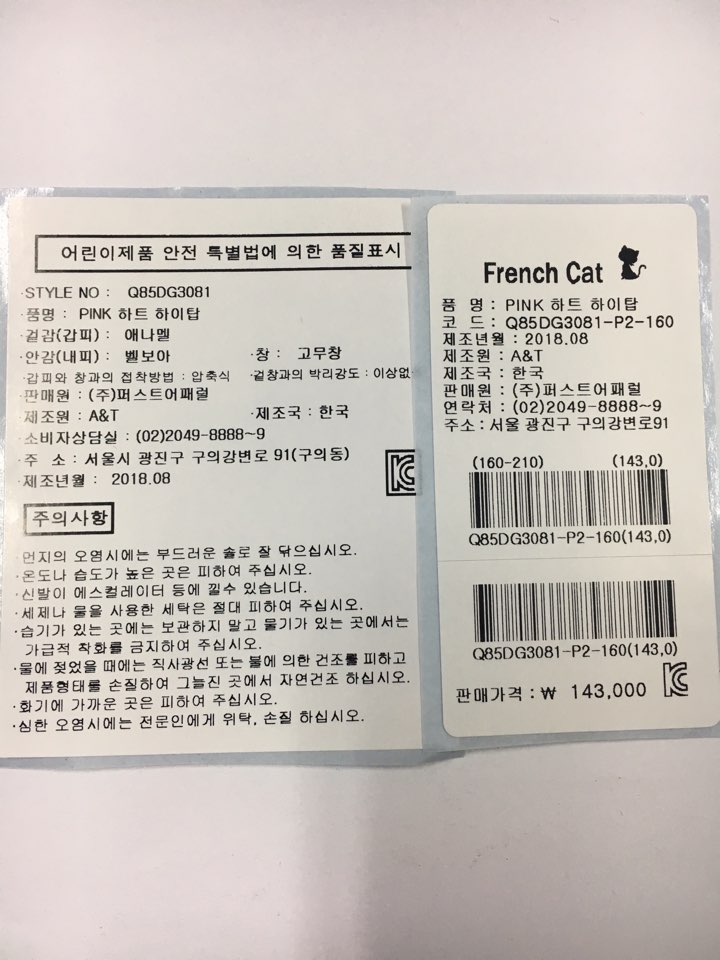 어린이제품 안전 특별법에 의한 품질표시
·STYLE NO : Q85DG3081
·품명 : PINK 하트 하이탑
·겉감(갑피) : 애나멜
·안감(내피) : 벨보아 ·창 : 고무창
·갑피와 창과의 접착방법 : 압축식 ·겉창과의 박리강도 : 이상없
·판매원 : (주)퍼스트어패럴
·제조원 : A&T ·제조국 : 한국
·소비자상담실 : (02)2049-8888~9
·주 소 : 서울시 광진구 구의강변로 91(구의동)
·제조년월 : 2018.08
주의사항
·먼지의 오염시에는 부드러운 솔로 잘 닦으십시오.
·온도나 습도가 높은 곳은 피하여 주십시오.
·신발이 에스컬레이터 등에 낄수 있습니다.
·세제나 물을 사용한 세탁은 절대 피하여 주십시오.
·습기가 있는 곳에는 보관하지 말고 물기가 있는 곳에서는
가급적 착화를 금지하여 주십시오.
·물에 젖었을 때에는 직사광선 또는 불에 의한 건조를 피하고
제품형태를 손질하여 그늘진 곳에서 자연건조 하십시오.
·화기에 가까운 곳은 피하여 주십시오.
·심한 오염시에는 전문인에게 위탁, 손질 하십시오.
French Cat
품 명 : PINK 하트 하이탑
코 드 : Q85DG3081-P2-160
제조년월 : 2018.08
제조원 : A&T
제조국 : 한국
판매원 : (주)퍼스트어패럴
연락처 : (02)2049-8888~9
주소 : 서울 광진구 구의강변로91
(160-210) (143,0)
Q85DG3081-P2-160(143,0)
Q85DG3081-P2-160(143,0)
판매가격 : ₩ 143,000